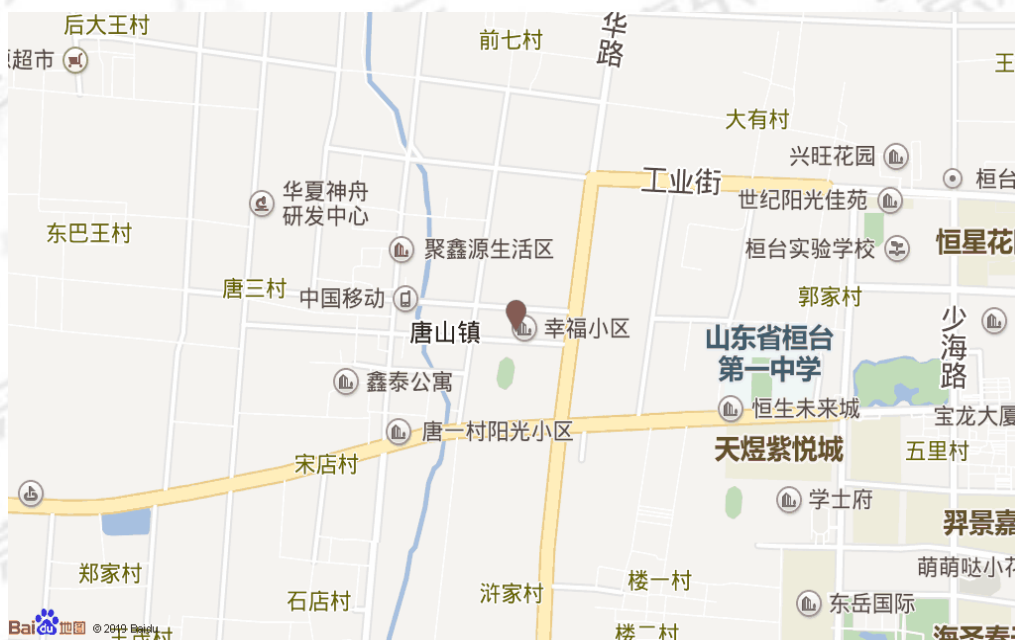 后大王村
前七村
华路
超市
王
大有村
兴旺花园
工业街
桓台
世纪阳光佳苑
华夏神舟
研发中心
东巴王村
聚鑫源生活区
桓台实验学校
恒星花
唐三村
中国移动
郭家村
唐山镇
幸福小区
少海路
山东省桓台
第一中学
鑫泰公寓
恒生未来城
宝龙大厦
唐一村阳光小区
天煜紫悦城
五里村
宋店村
学士府
羿景嘉
郑家村
萌萌哒小
石店村
浒家村
楼一村
东岳国际
Bai du 地图 © 2019 Baidu
楼二村